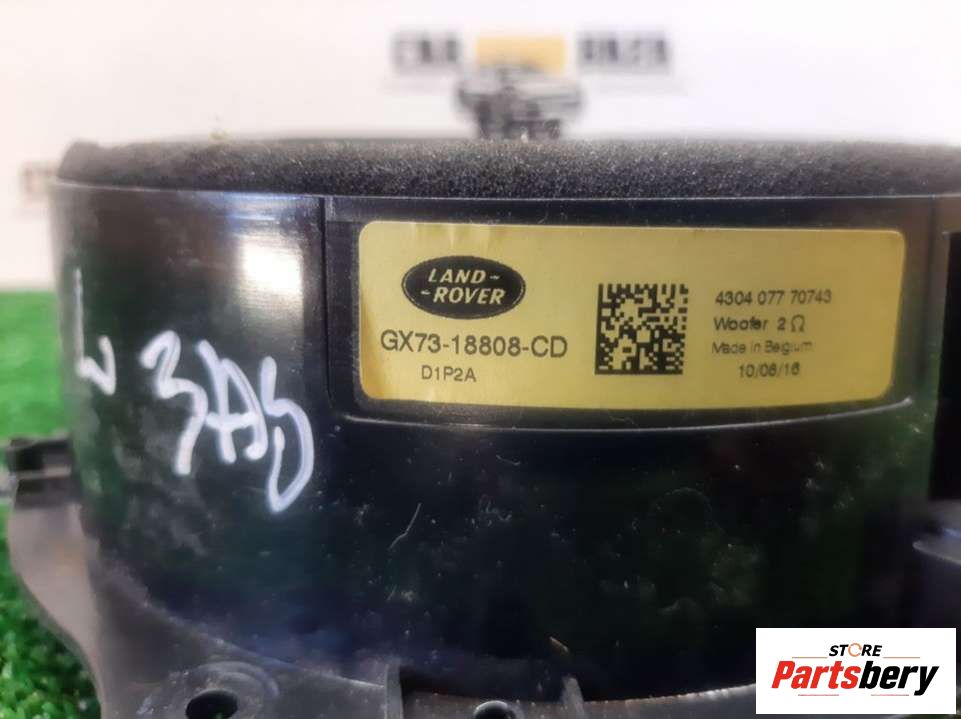 LAND-
-ROVER
GX73-18808-CD
D1P2A
4304 077 70743
Woofer 2 Ω
Made in Belgium
10/06/16
STORE
Partsbery